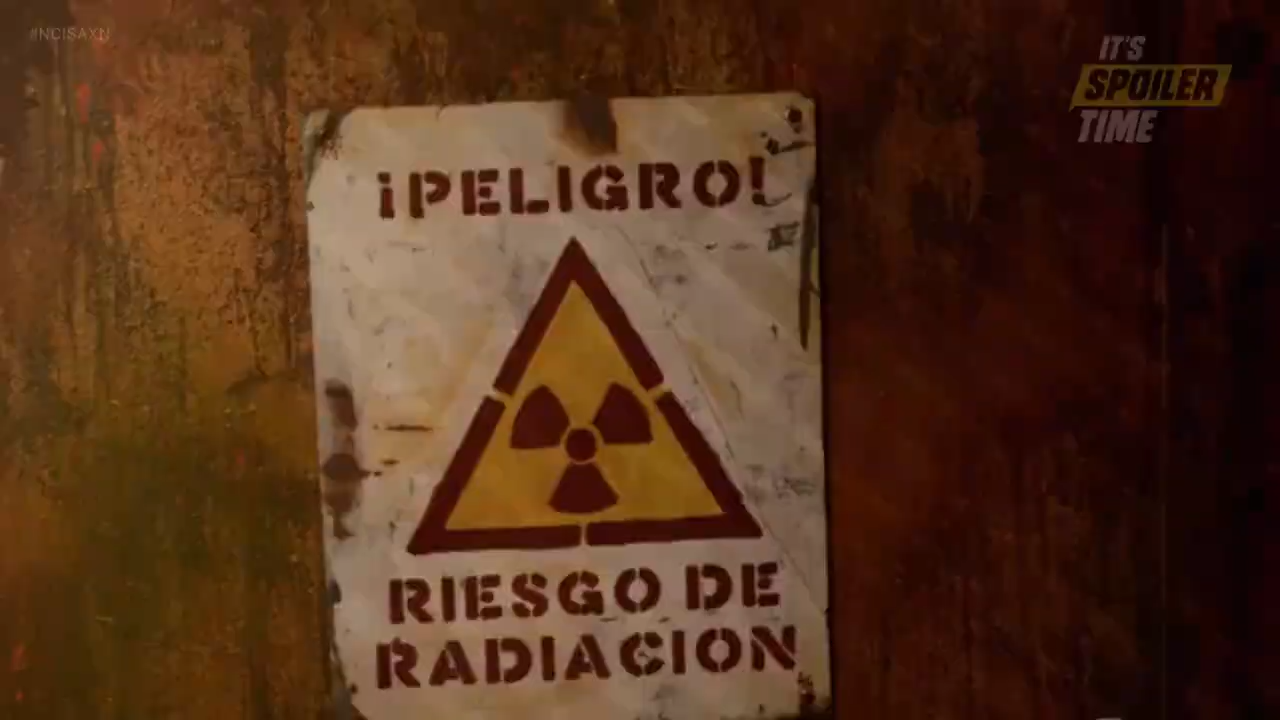 #NCISAXN
IT'S
SPOILER
TIME
¡PELIGRO!
RIESGO DE
RADIACION